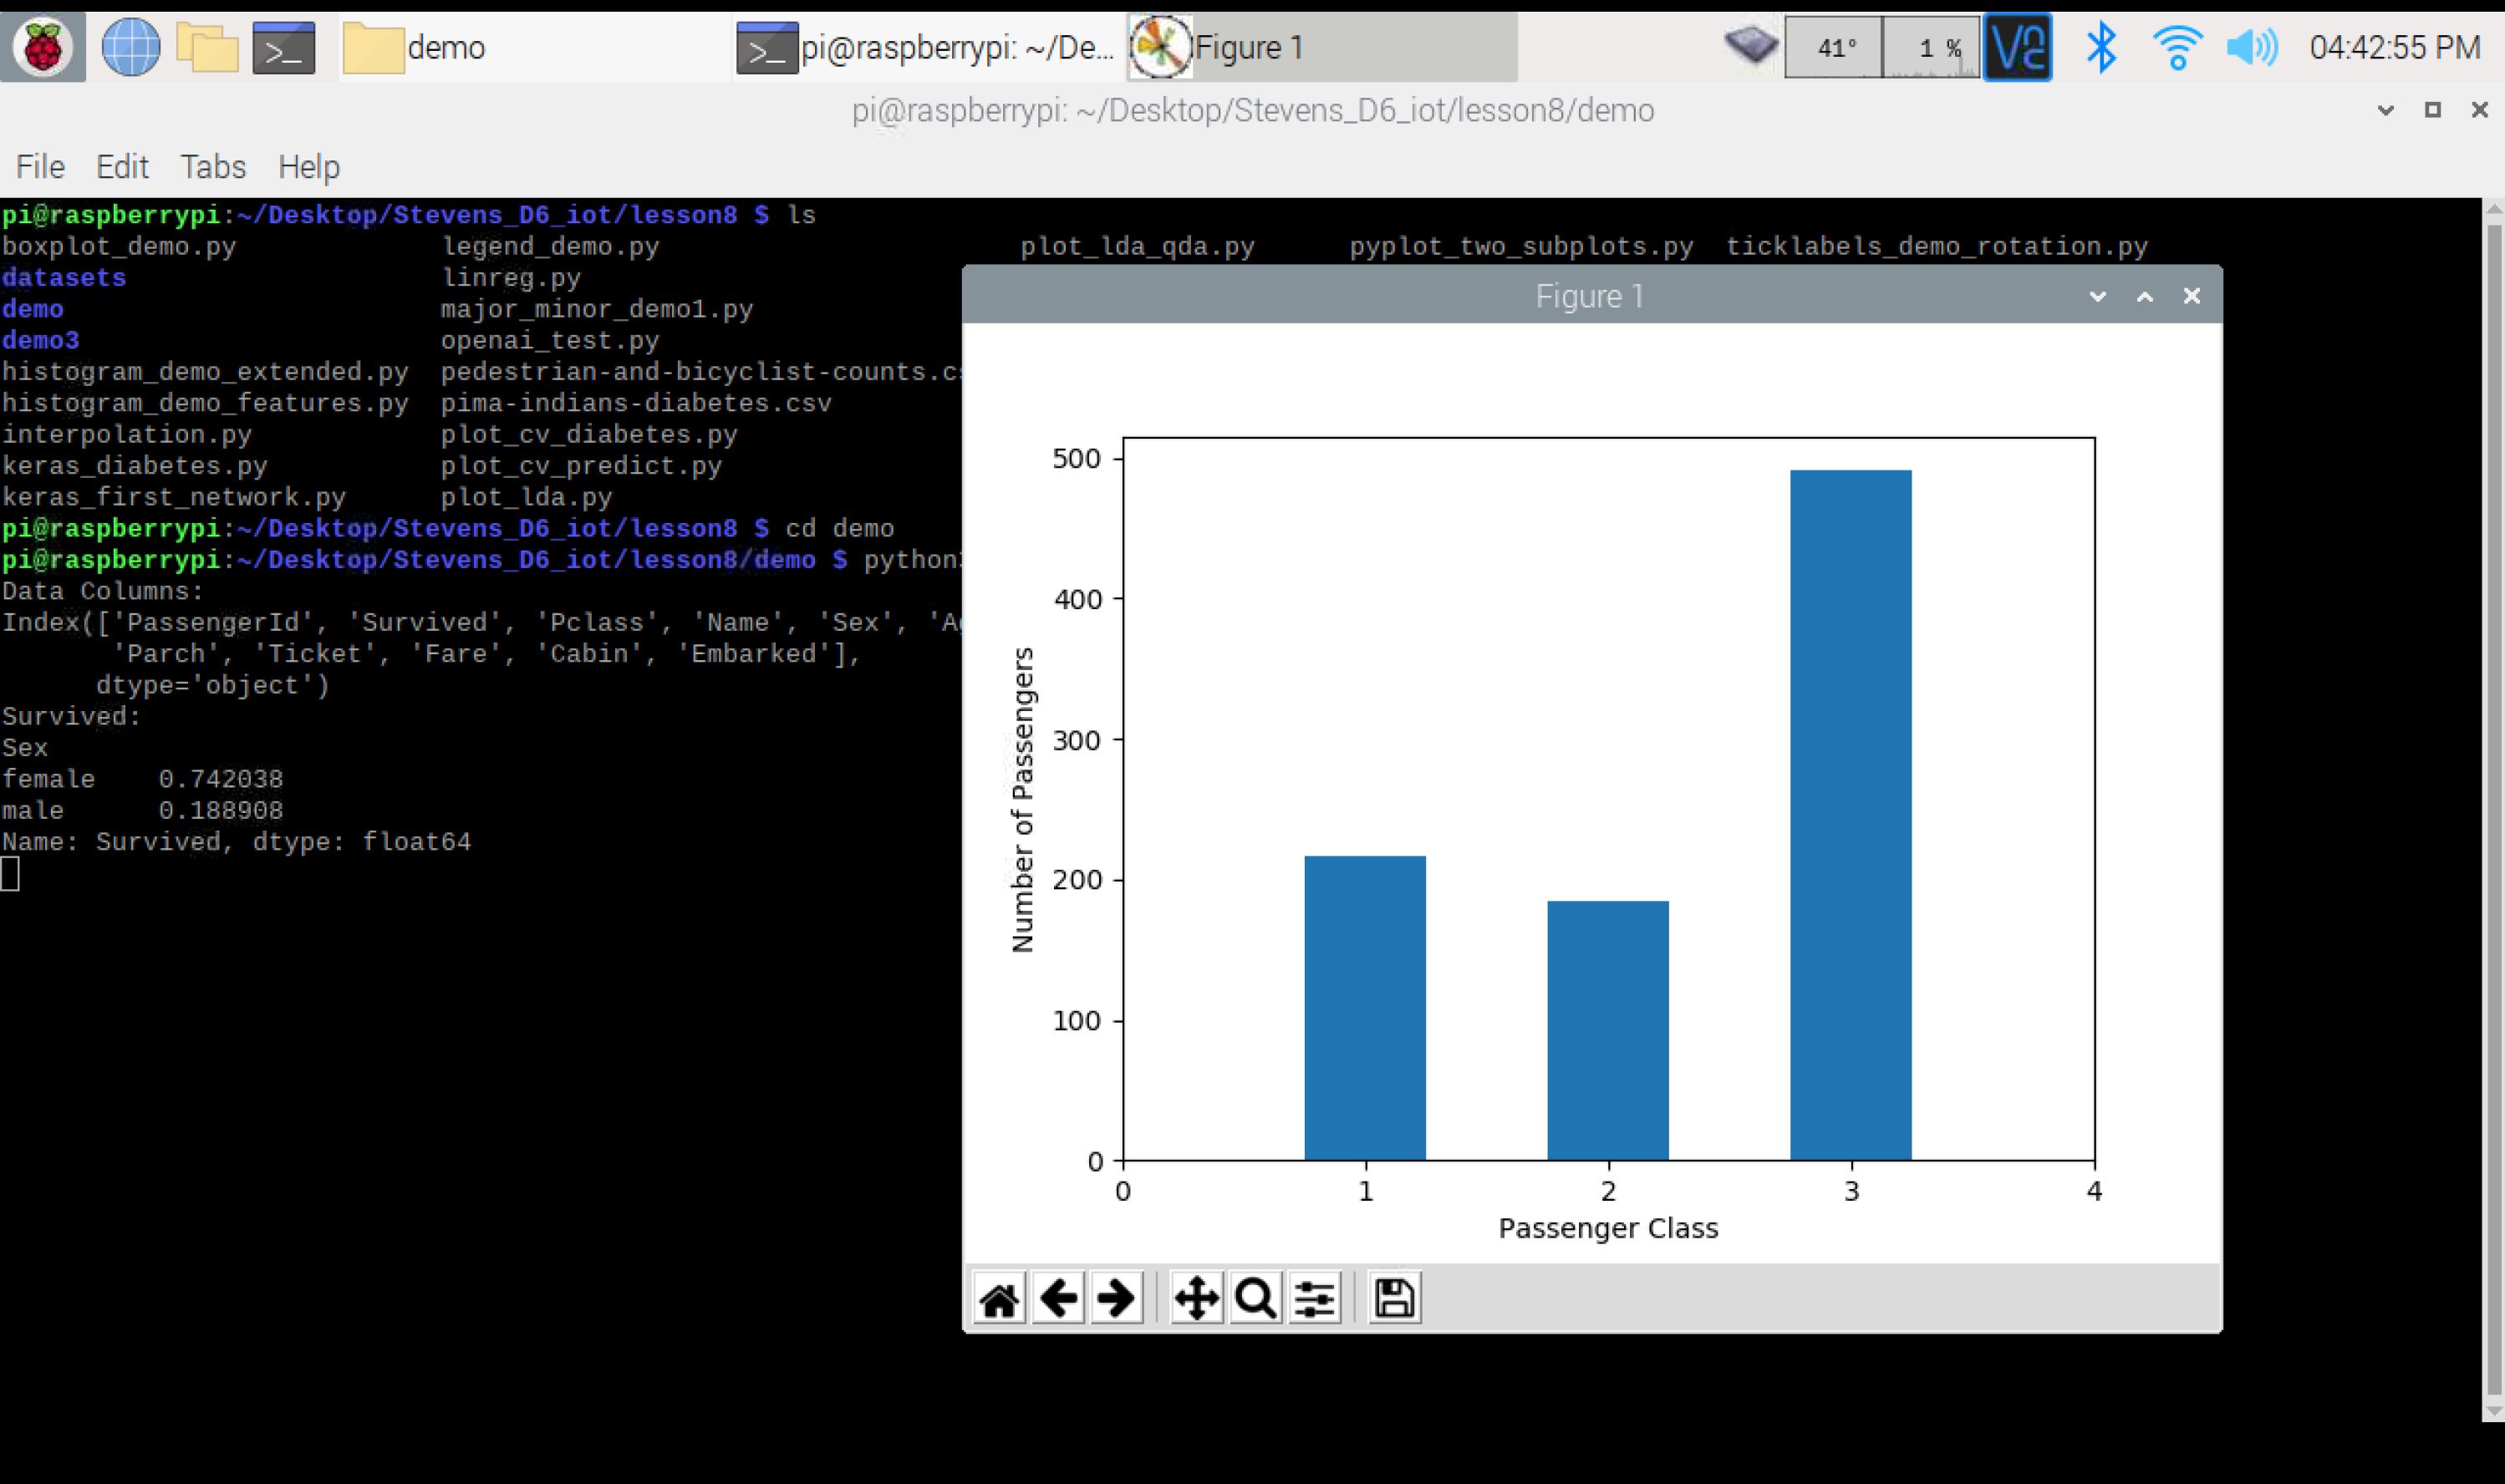 demo
pi@raspberrypi: ~/De...
Figure 1
41°
1 %
04:42:55 PM
pi@raspberrypi: ~/Desktop/Stevens_D6_iot/lesson8/demo
File Edit Tabs Help
pi@raspberrypi:~/Desktop/Stevens_D6_iot/lesson8 $ ls
boxplot_demo.py legend_demo.py plot_lda_qda.py pyplot_two_subplots.py ticklabels_demo_rotation.py
datasets linreg.py
demo major_minor_demo1.py
demo3 openai_test.py
histogram_demo_extended.py pedestrian-and-bicyclist-counts.c
histogram_demo_features.py pima-indians-diabetes.csv
interpolation.py plot_cv_diabetes.py
keras_diabetes.py plot_cv_predict.py
keras_first_network.py plot_lda.py
pi@raspberrypi:~/Desktop/Stevens_D6_iot/lesson8 $ cd demo
pi@raspberrypi:~/Desktop/Stevens_D6_iot/lesson8/demo $ python
Data Columns:
Index(['PassengerId', 'Survived', 'Pclass', 'Name', 'Sex', 'A
'Parch', 'Ticket', 'Fare', 'Cabin', 'Embarked'],
dtype='object')
Survived:
Sex
female 0.742038
male 0.188908
Name: Survived, dtype: float64
Figure 1
500
400
300
200
100
0
Number of Passengers
0 1 2 3 4
Passenger Class